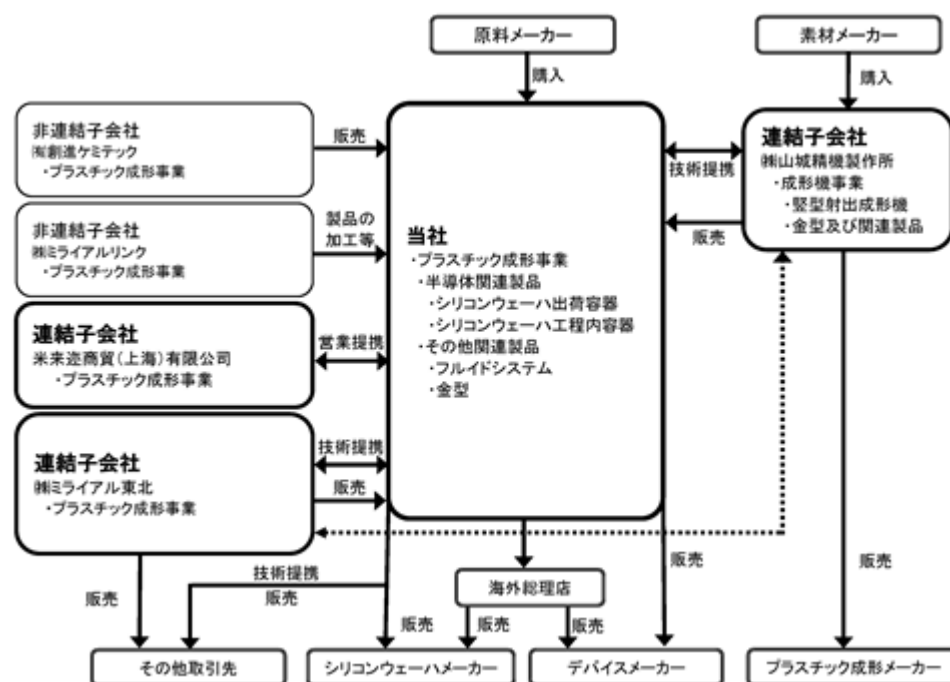 原料メーカー
素材メーカー
購入
購入
非連結子会社
㈲創進ケミテック
・プラスチック成形事業
販売
非連結子会社
㈱ミライアルリンク
・プラスチック成形事業
製品の
加工等
連結子会社
米来迩商貿（上海）有限公司
・プラスチック成形事業
営業提携
連結子会社
㈱ミライアル東北
・プラスチック成形事業
技術提携
販売
当社
・プラスチック成形事業
・半導体関連製品
・シリコンウェーハ出荷容器
・シリコンウェーハ工程内容器
・その他関連製品
・フルイドシステム
・金型
技術提携
販売
連結子会社
㈱山城精機製作所
・成形機事業
・竪型射出成形機
・金型及び関連製品
販売
技術提携
販売
海外総理店
販売
販売
販売
販売
販売
その他取引先
シリコンウェーハメーカー
デバイスメーカー
プラスチック成形メーカー